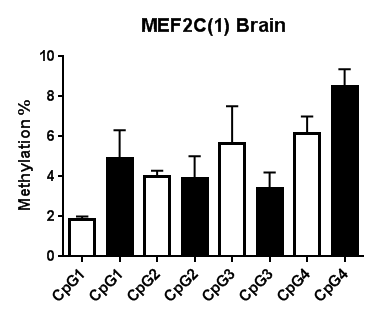 MEF2C(1) Brain
Methylation %
10
8
6
4
2
0
CpG1
CpG1
CpG2
CpG2
CpG3
CpG3
CpG4
CpG4